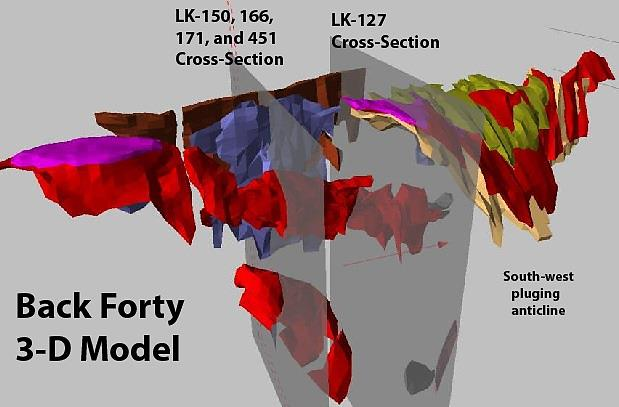 LK-150, 166,
171, and 451
Cross-Section
LK-127
Cross-Section
South-west
pluging
anticline
Back Forty
3-D Model